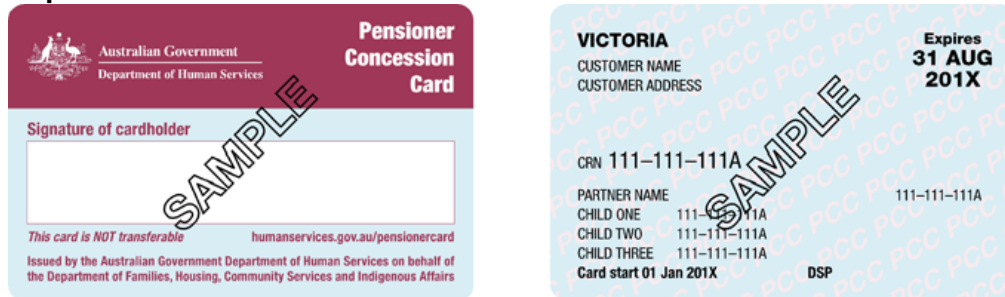 Australian Government
Department of Human Services
Pensioner
Concession
Card
Signature of cardholder
SAMPLE
This card is NOT transferable humanservices.gov.au/pensionercard
Issued by the Australian Government Department of Human Services on behalf of
the Department of Families, Housing, Community Services and Indigenous Affairs
VICTORIA
Expires
31 AUG
201X
CUSTOMER NAME
CUSTOMER ADDRESS
CRN 111–111–111A
SAMPLE
PARTNER NAME 111–111–111A
CHILD ONE 111–111–111A
CHILD TWO 111–111–111A
CHILD THREE 111–111–111A
Card start 01 Jan 201X DSP